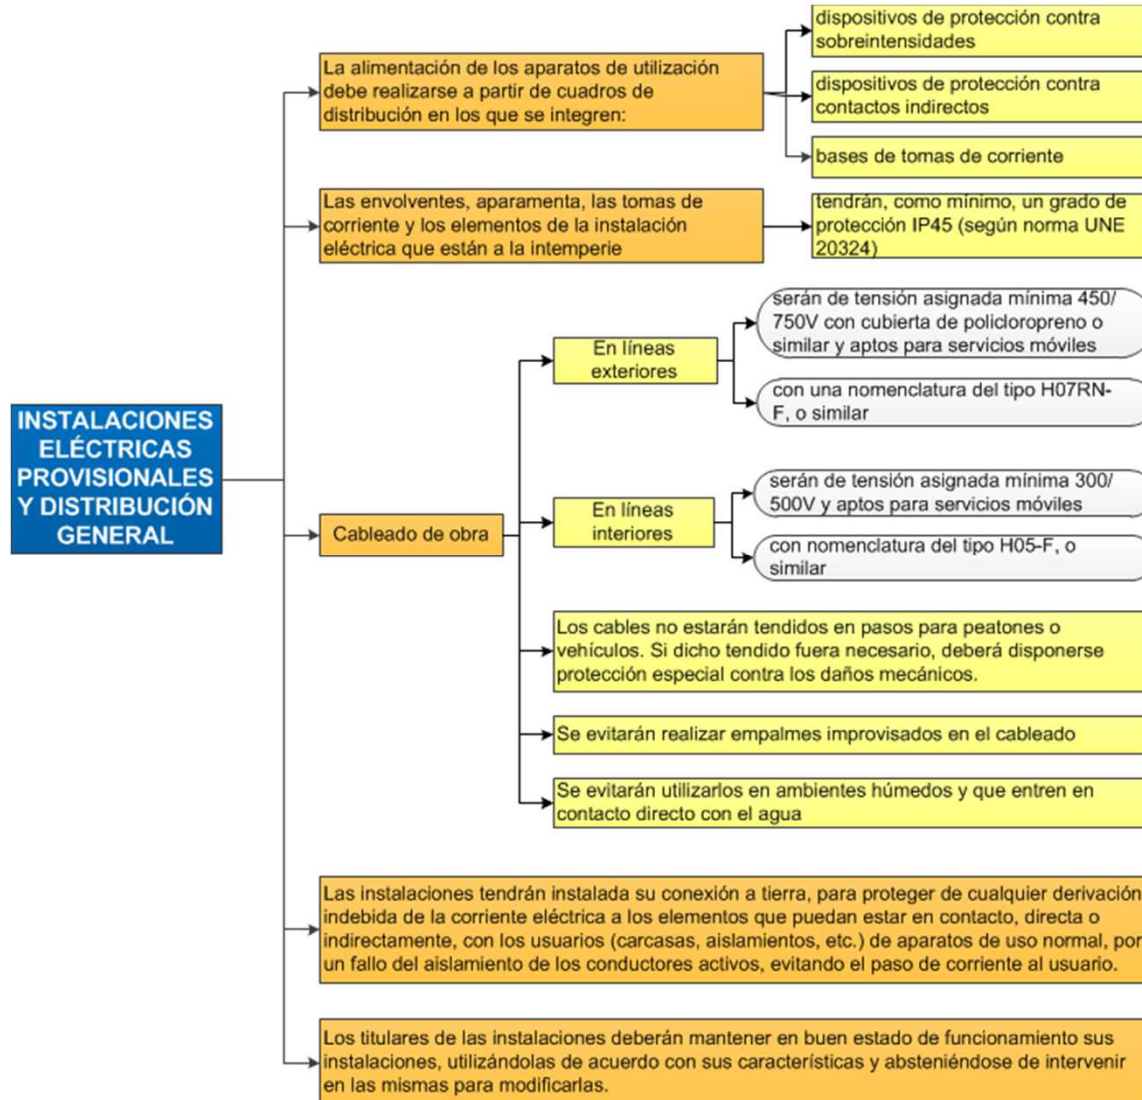 INSTALACIONES
ELÉCTRICAS
PROVISIONALES
Y DISTRIBUCIÓN
GENERAL
La alimentación de los aparatos de utilización
debe realizarse a partir de cuadros de
distribución en los que se integren:
dispositivos de protección contra
sobreintensidades
dispositivos de protección contra
contactos indirectos
bases de tomas de corriente
Las envolventes, aparamenta, las tomas de
corriente y los elementos de la instalación
eléctrica que están a la intemperie
tendrán, como mínimo, un grado de
protección IP45 (según norma UNE
20324)
Cableado de obra
En líneas
exteriores
serán de tensión asignada mínima 450/
750V con cubierta de policloropreno o
similar y aptos para servicios móviles
con una nomenclatura del tipo H07RN-
F, o similar
En líneas
interiores
serán de tensión asignada mínima 300/
500V y aptos para servicios móviles
con nomenclatura del tipo H05-F, o
similar
Los cables no estarán tendidos en pasos para peatones o
vehículos. Si dicho tendido fuera necesario, deberá disponerse
protección especial contra los daños mecánicos.
Se evitarán realizar empalmes improvisados en el cableado
Se evitarán utilizarlos en ambientes húmedos y que entren en
contacto directo con el agua
Las instalaciones tendrán instalada su conexión a tierra, para proteger de cualquier derivación
indebida de la corriente eléctrica a los elementos que puedan estar en contacto, directa o
indirectamente, con los usuarios (carcasas, aislamientos, etc.) de aparatos de uso normal, por
un fallo del aislamiento de los conductores activos, evitando el paso de corriente al usuario.
Los titulares de las instalaciones deberán mantener en buen estado de funcionamiento sus
instalaciones, utilizándolas de acuerdo con sus características y absteniéndose de intervenir
en las mismas para modificarlas.